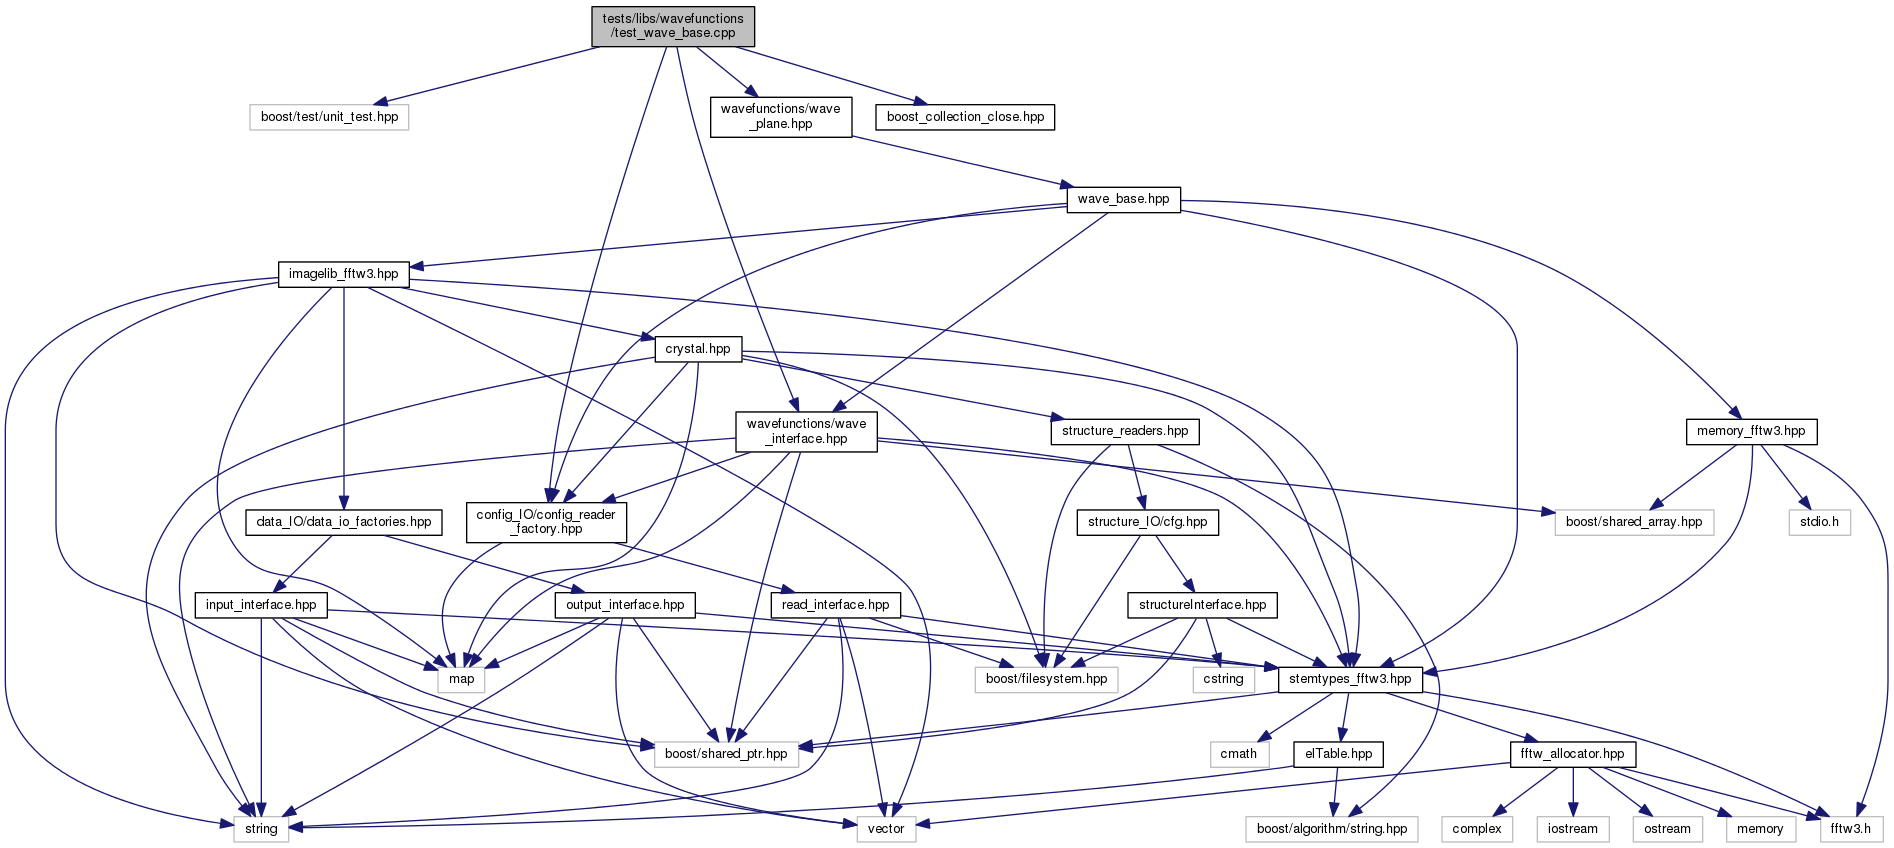 tests/libs/wavefunctions
/test_wave_base.cpp
boost/test/unit_test.hpp
wavefunctions/wave
_plane.hpp
boost_collection_close.hpp
wave_base.hpp
imagelib_fftw3.hpp
crystal.hpp
wavefunctions/wave
_interface.hpp
structure_readers.hpp
memory_fftw3.hpp
data_IO/data_io_factories.hpp
config_IO/config_reader
_factory.hpp
structure_IO/cfg.hpp
boost/shared_array.hpp
stdio.h
input_interface.hpp
output_interface.hpp
read_interface.hpp
structureInterface.hpp
map
boost/filesystem.hpp
cstring
stemtypes_fftw3.hpp
boost/shared_ptr.hpp
cmath
elTable.hpp
fftw_allocator.hpp
string
vector
boost/algorithm/string.hpp
complex
iostream
ostream
memory
fftw3.h